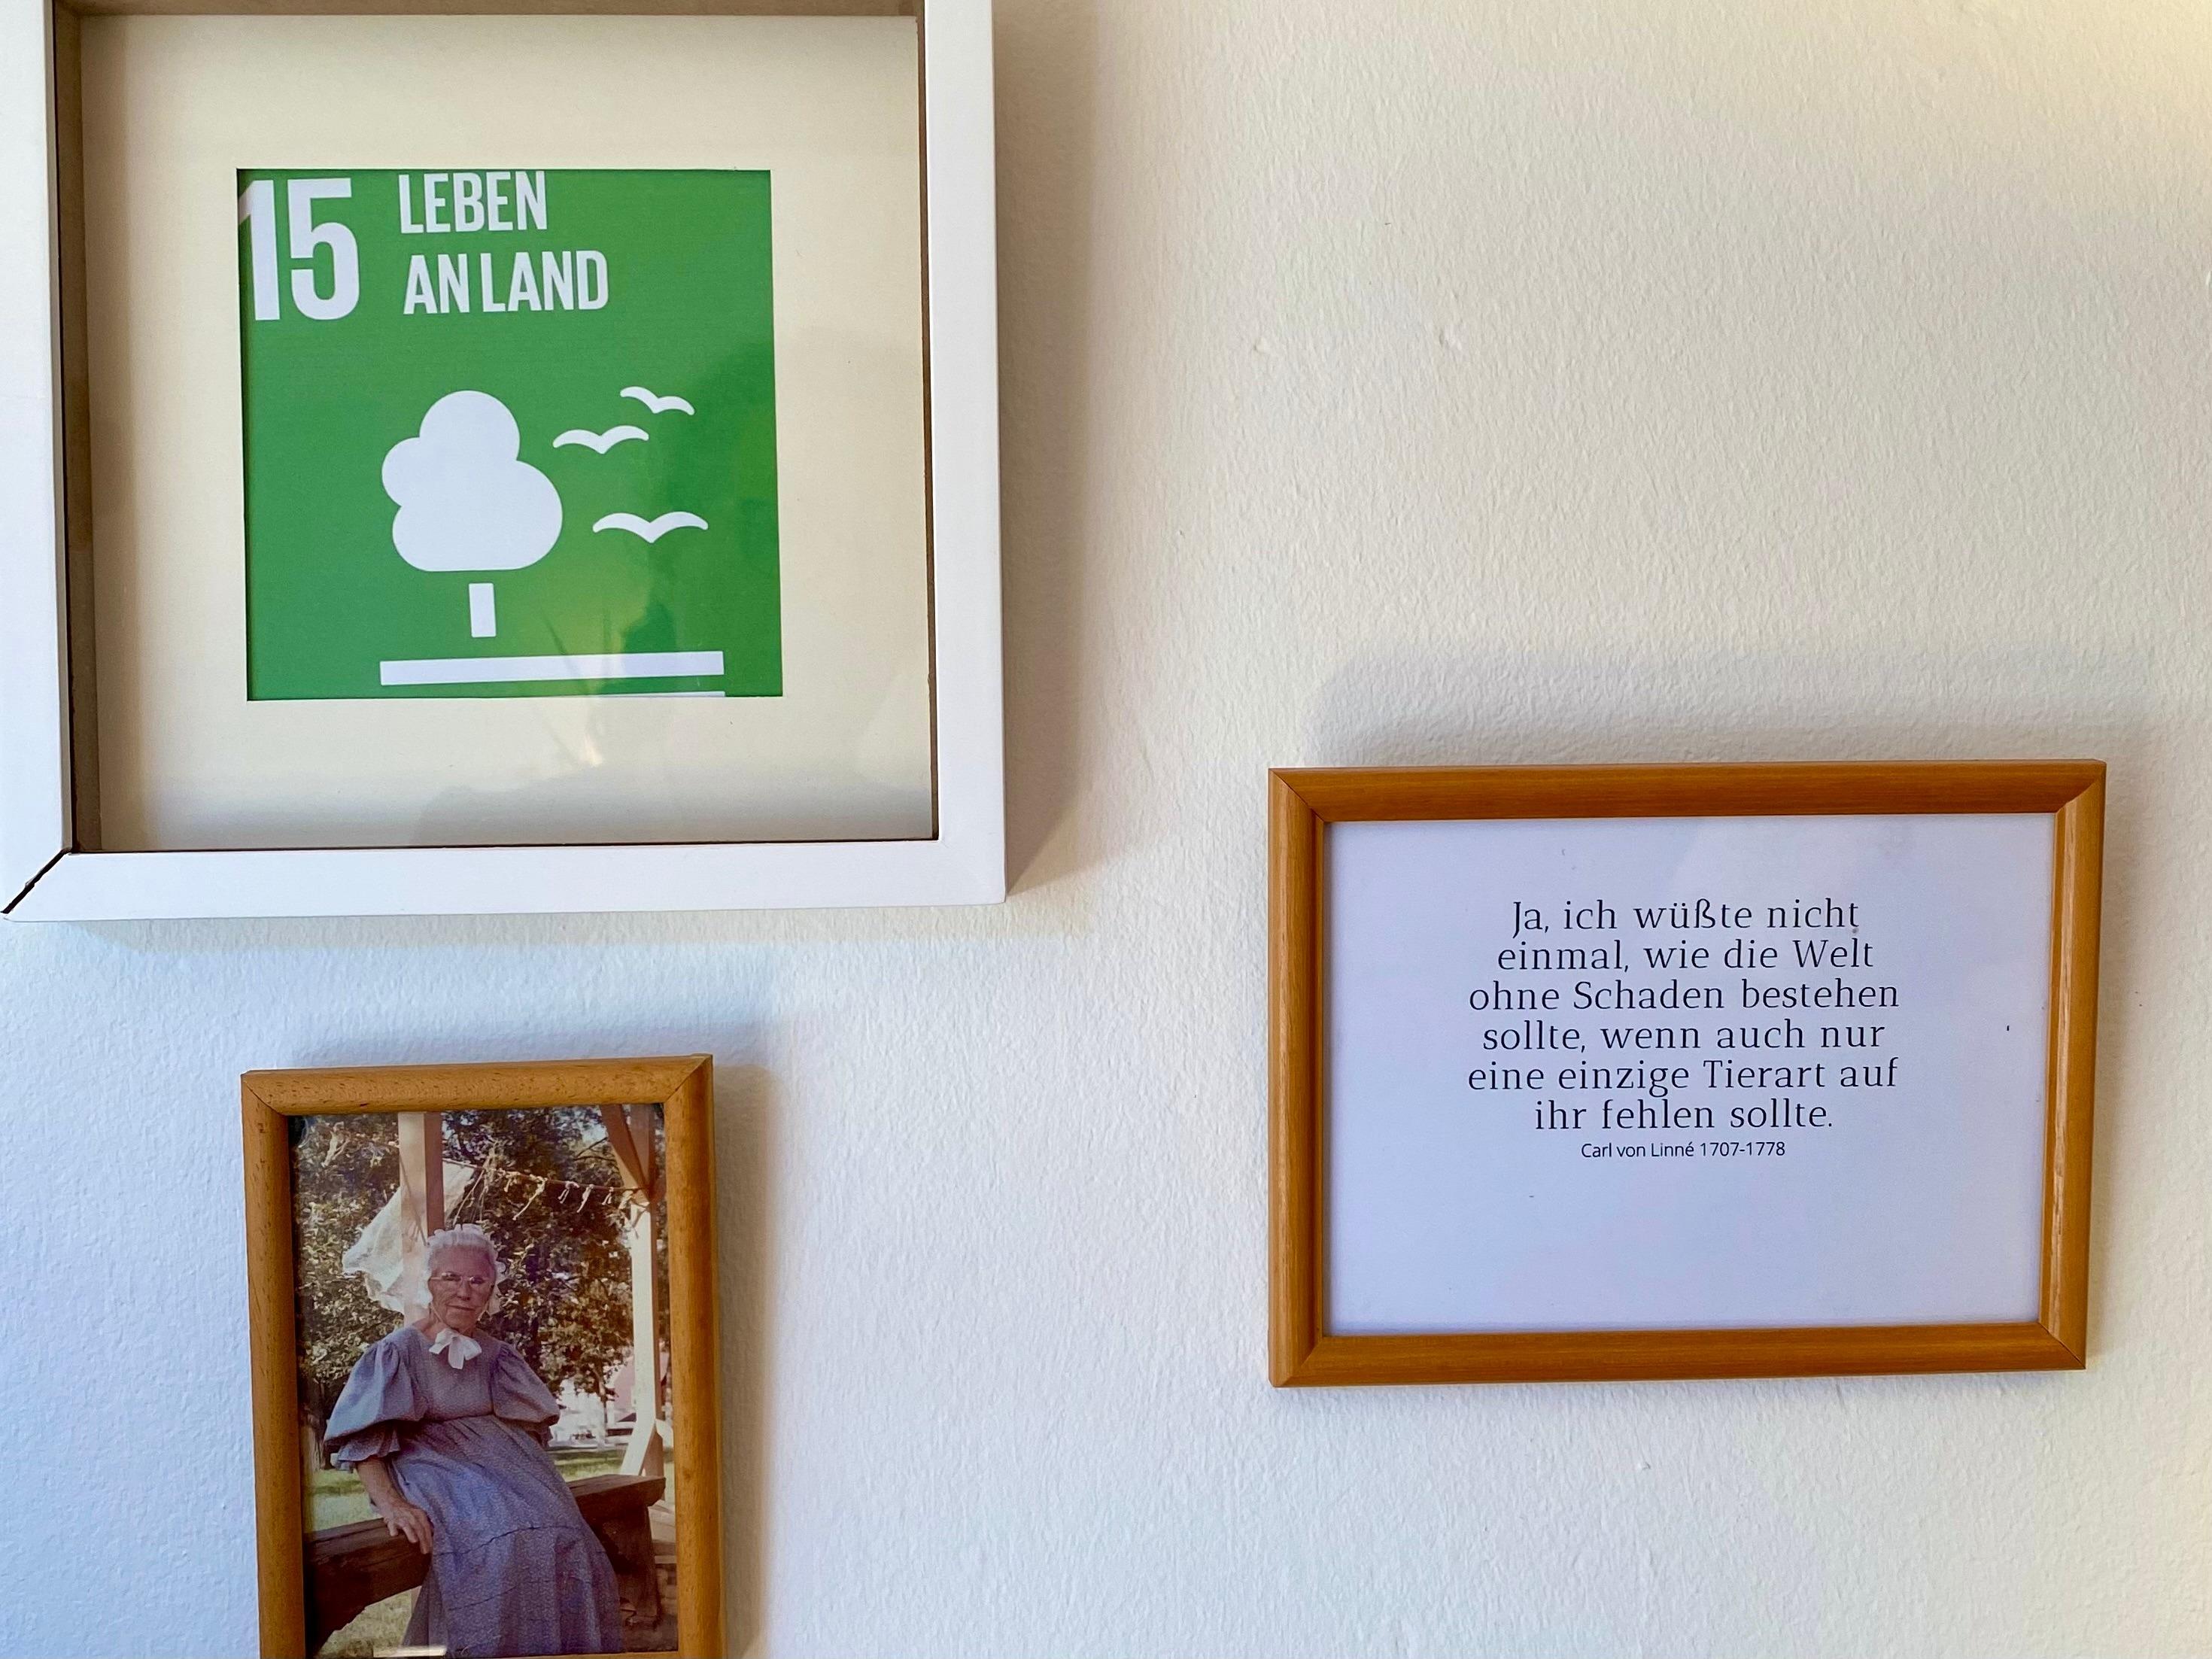 15
LEBEN
AN LAND
Ja, ich wüßte nicht
einmal, wie die Welt
ohne Schaden bestehen
sollte, wenn auch nur
eine einzige Tierart auf
ihr fehlen sollte.
Carl von Linné 1707-1778